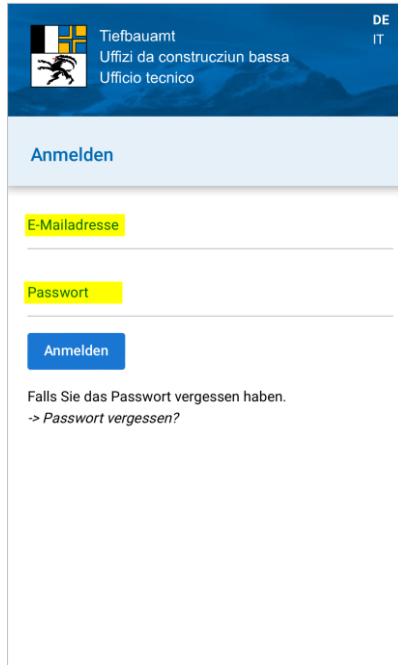 Tiefbauamt
Uffizi da construcziun bassa
Ufficio tecnico
DE
IT
Anmelden
E-Mailadresse
Passwort
Anmelden
Falls Sie das Passwort vergessen haben.
-> Passwort vergessen?